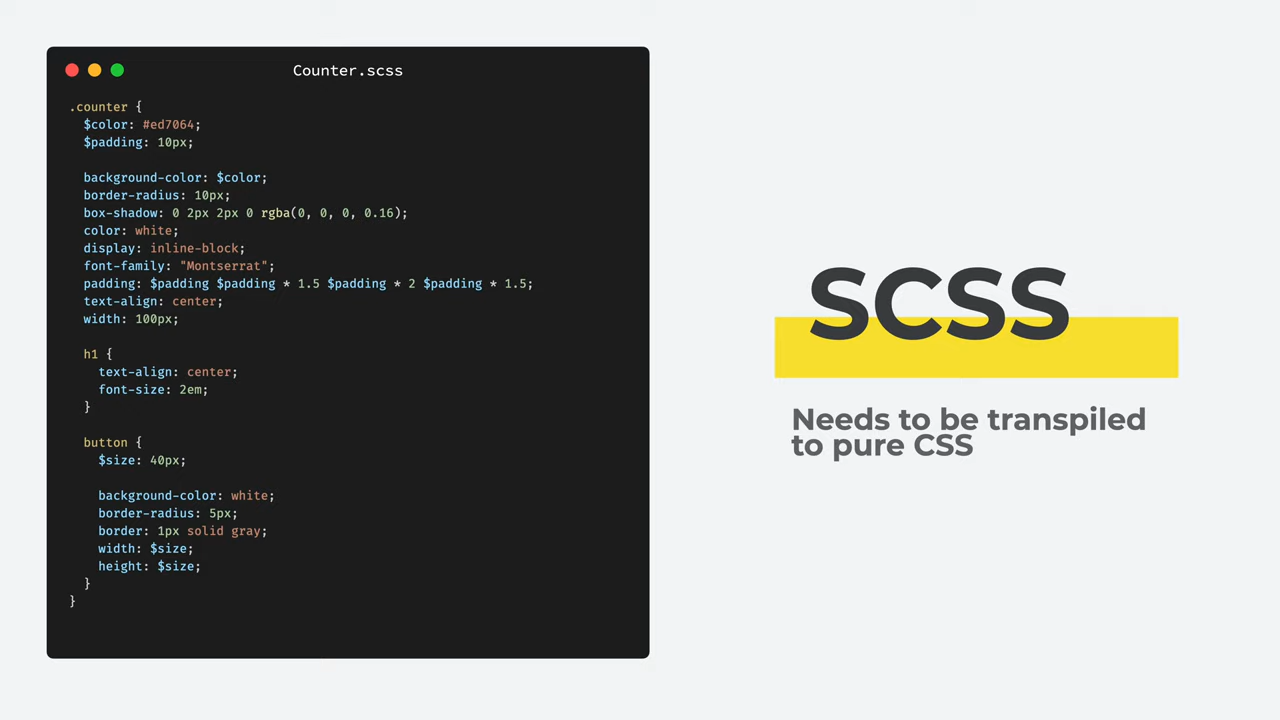 Counter.scss
.counter {
  $color: #ed7064;
  $padding: 10px;
  background-color: $color;
  border-radius: 10px;
  box-shadow: 0 2px 2px 0 rgba(0, 0, 0, 0.16);
  color: white;
  display: inline-block;
  font-family: "Montserrat";
  padding: $padding $padding * 1.5 $padding * 2 $padding * 1.5;
  text-align: center;
  width: 100px;
  h1 {
    text-align: center;
    font-size: 2em;
  }
  button {
    $size: 40px;
    background-color: white;
    border-radius: 5px;
    border: 1px solid gray;
    width: $size;
    height: $size;
  }
}
SCSS
Needs to be transpiled
to pure CSS